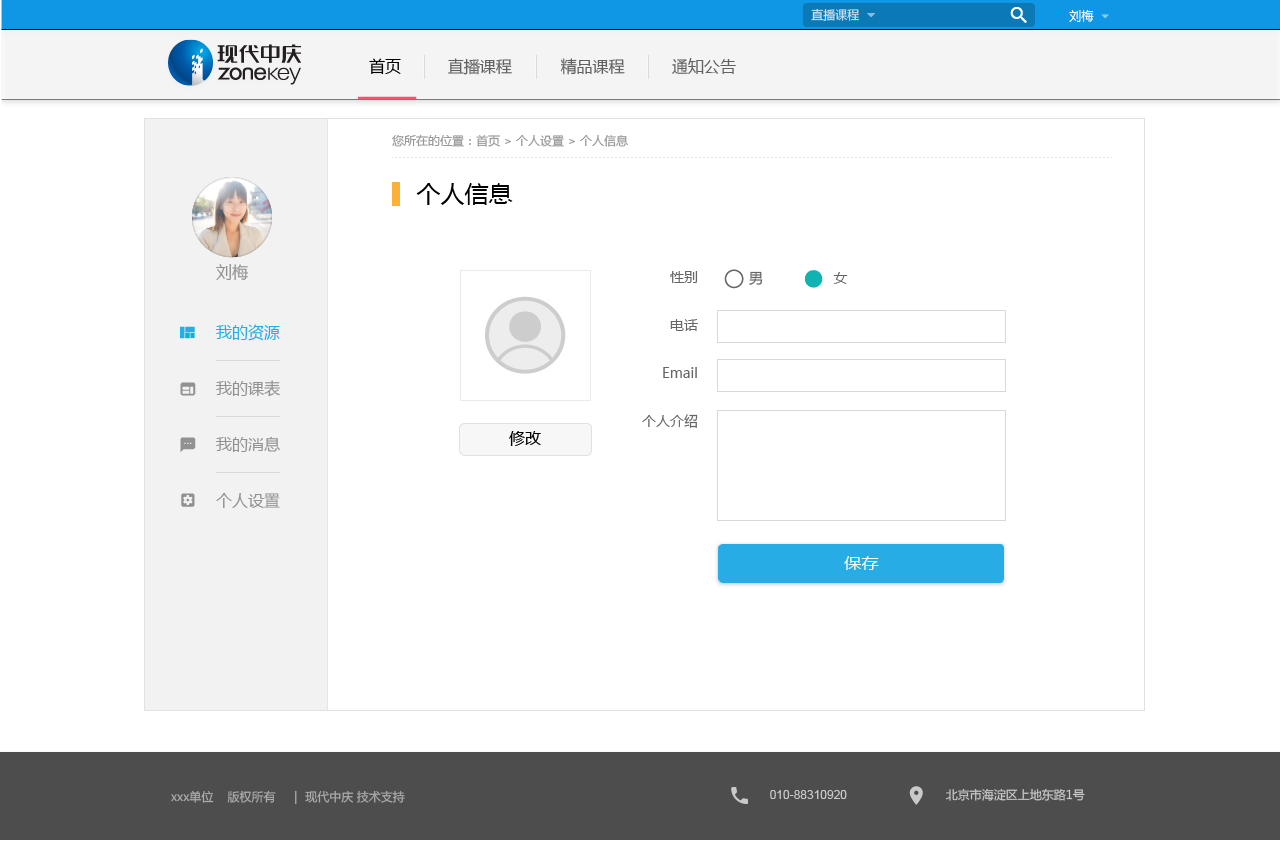 直播课程
刘梅
现代中庆
zonekey
首页
直播课程
精品课程
通知公告
您所在的位置：首页 > 个人设置 > 个人信息
个人信息
刘梅
我的资源
我的课表
我的消息
个人设置
修改
性别 男 女
电话
Email
个人介绍
保存
xxx单位 版权所有 | 现代中庆 技术支持
010-88310920
北京市海淀区上地东路1号